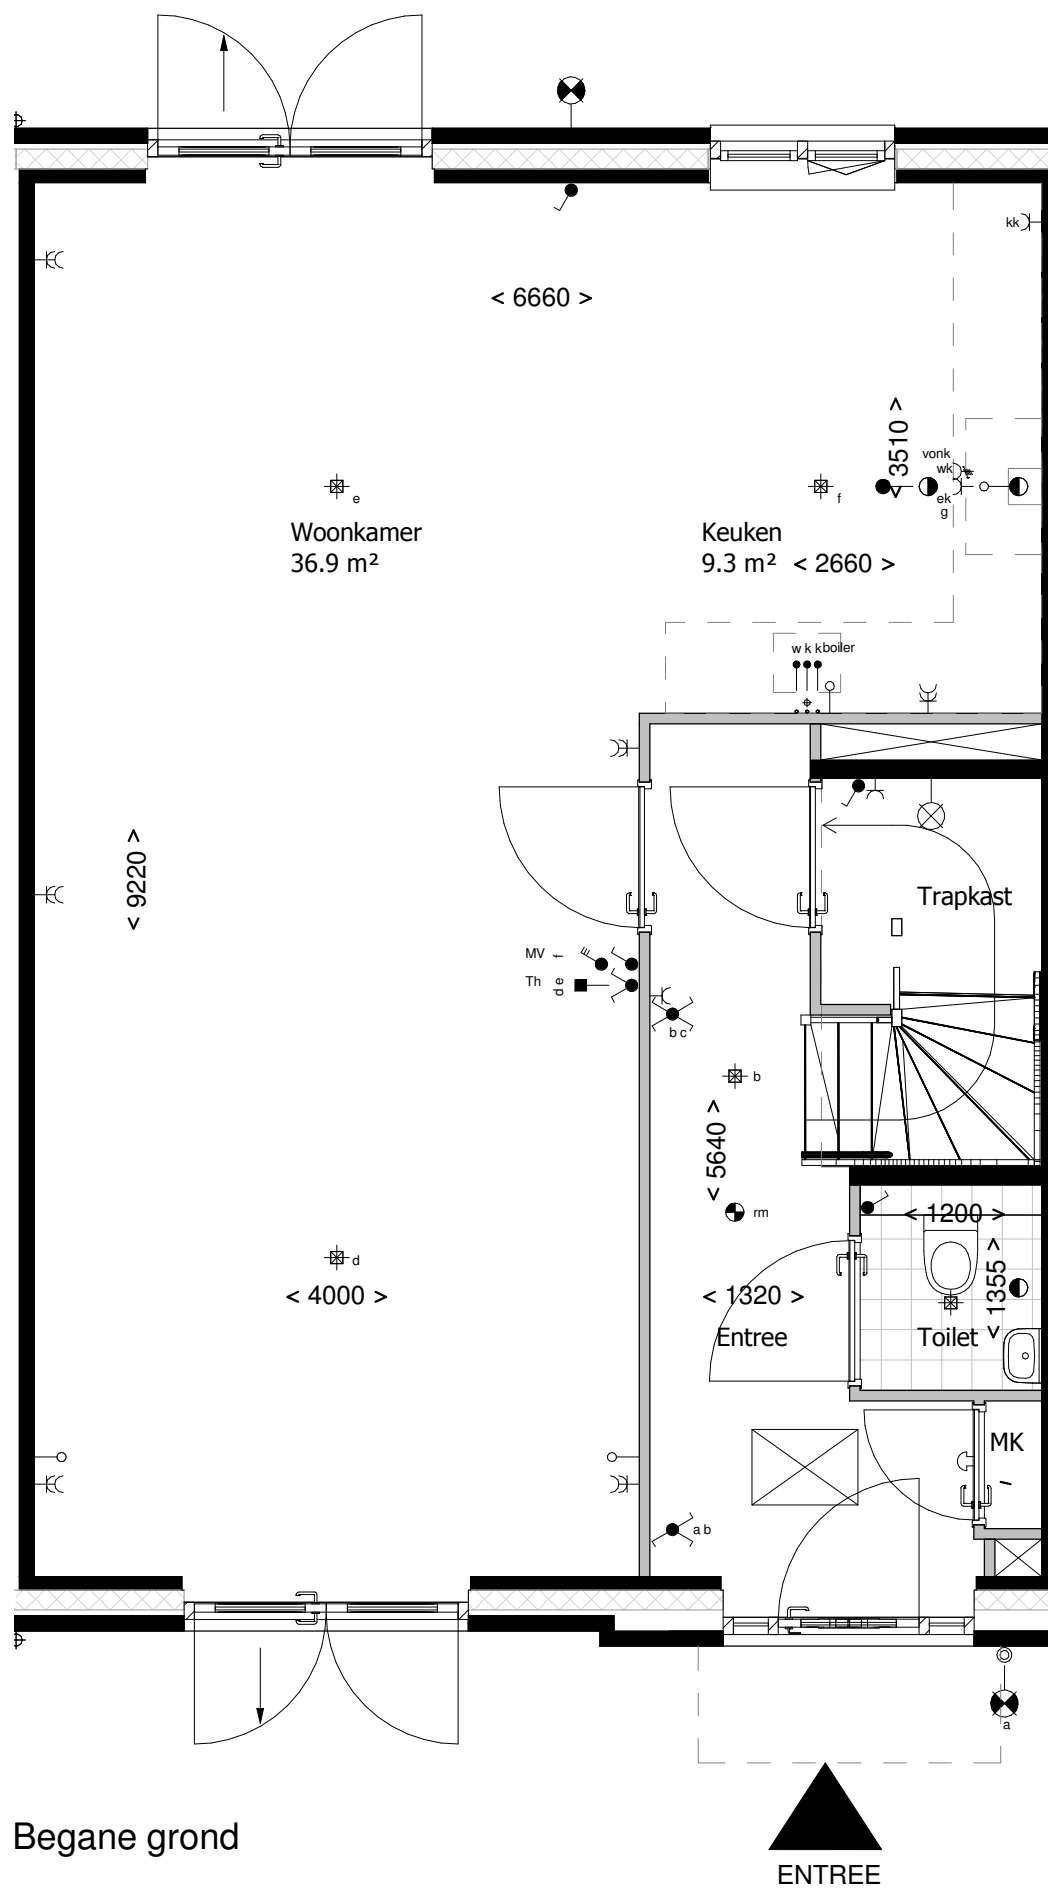 kk
< 6660 >
< 3510 >
vonk
wk
ek
g
e
f
Woonkamer
36.9 m²
Keuken
9.3 m² < 2660 >
w k k boiler
< 9220 >
Trapkast
MV f
Th d e
b c
b
< 5640 >
rm
< 1200 >
< 1355 >
d
< 4000 >
< 1320 >
Entree
Toilet
MK
a b
a
Begane grond
ENTREE